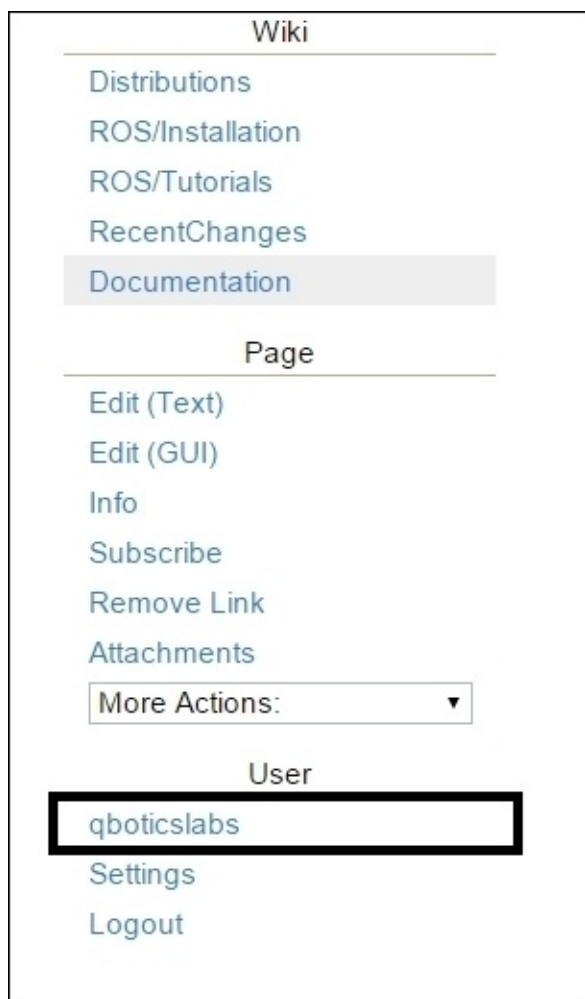 Wiki
Distributions
ROS/Installation
ROS/Tutorials
RecentChanges
Documentation
Page
Edit (Text)
Edit (GUI)
Info
Subscribe
Remove Link
Attachments
More Actions:
User
qboticslabs
Settings
Logout